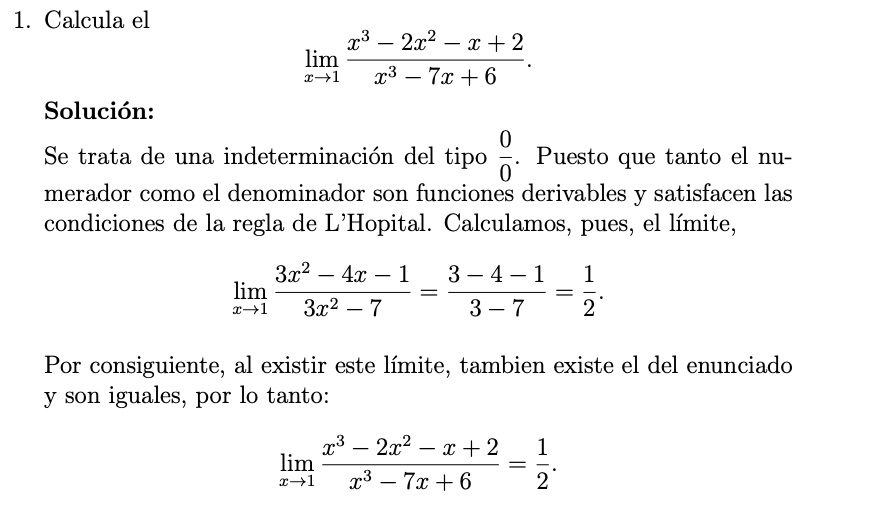 1. Calcula el
lim_{x→1} \frac{x^3 − 2x^2 − x + 2}{x^3 − 7x + 6}.
Solución:
Se trata de una indeterminación del tipo \frac{0}{0}. Puesto que tanto el nu-
merador como el denominador son funciones derivables y satisfacen las
condiciones de la regla de L'Hopital. Calculamos, pues, el límite,
lim_{x→1} \frac{3x^2 − 4x − 1}{3x^2 − 7} = \frac{3 − 4 − 1}{3 − 7} = \frac{1}{2}.
Por consiguiente, al existir este límite, tambien existe el del enunciado
y son iguales, por lo tanto:
lim_{x→1} \frac{x^3 − 2x^2 − x + 2}{x^3 − 7x + 6} = \frac{1}{2}.